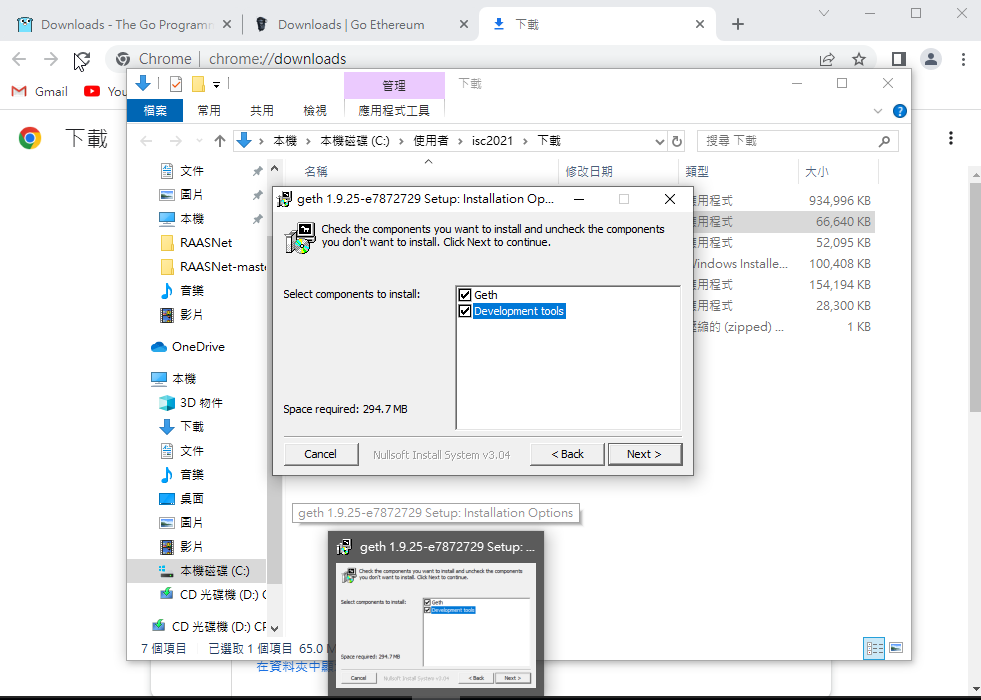 Downloads - The Go Programm
Downloads | Go Ethereum
下載
Chrome
chrome://downloads
Gmail
You
下載
管理
下載
檔案
常用
共用
檢視
應用程式工具
本機
本機磁碟 (C:)
使用者
isc2021
下載
搜尋 下載
名稱
修改日期
類型
大小
文件
圖片
本機
RAASNet
RAASNet-maste
音樂
影片
OneDrive
本機
3D 物件
下載
文件
音樂
桌面
圖片
影片
本機磁碟 (C:)
CD 光碟機 (D:) C
CD 光碟機 (D:) CP
應用程式 934,996 KB
應用程式 66,640 KB
應用程式 52,095 KB
Windows Installe... 100,408 KB
應用程式 154,194 KB
應用程式 28,300 KB
壓縮的 (zipped) ... 1 KB
geth 1.9.25-e7872729 Setup: Installation Op...
Check the components you want to install and uncheck the components
you don't want to install. Click Next to continue.
Select components to install:
Geth
Development tools
Space required: 294.7 MB
Cancel
Nullsoft Install System v3.04
< Back
Next >
geth 1.9.25-e7872729 Setup: Installation Options
geth 1.9.25-e7872729 Setup: ...
Check the components you want to install and uncheck the components
you don't want to install. Click Next to continue.
Select components to install:
Geth
Development tools
Space required: 294.7 MB
Cancel
Nullsoft Install System v3.04
< Back
Next >
7 個項目
已選取 1 個項目
65.0 M
在資料夾中顯